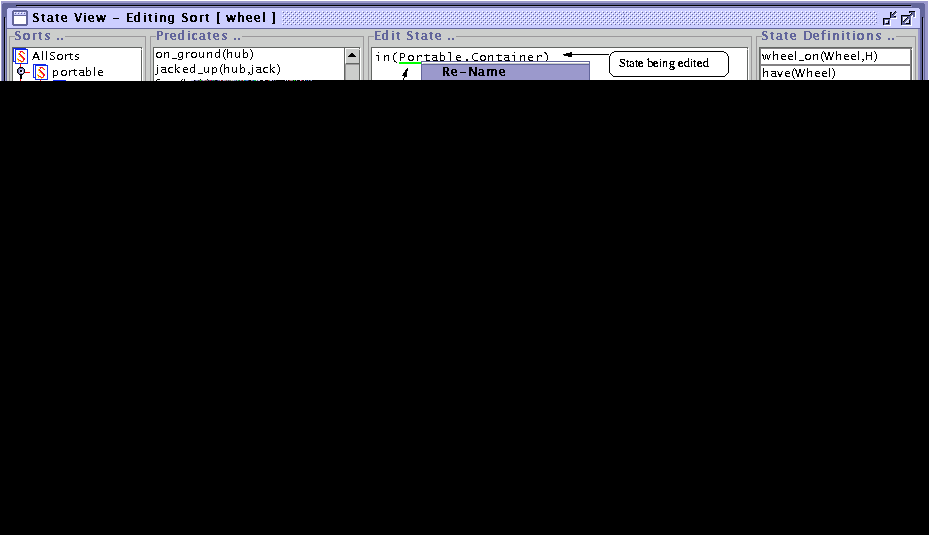 State View - Editing Sort [ wheel ]
Sorts ..
AllSorts
portable
Predicates ..
on_ground(hub)
jacked_up(hub,jack)
Edit State ..
in(Portable.Container)
Re-Name
State being edited
State Definitions ..
wheel_on(Wheel,H)
have(Wheel)